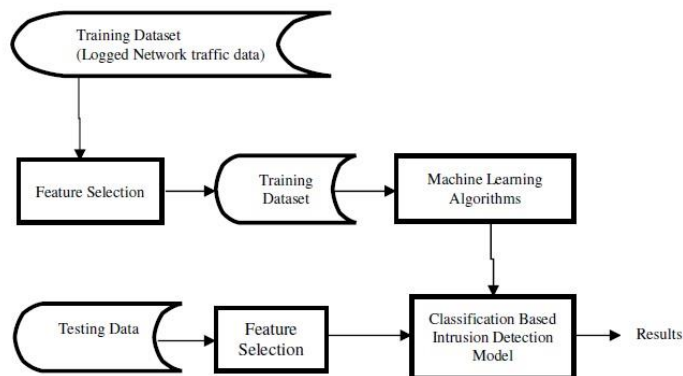 Training Dataset
(Logged Network traffic data)
Feature Selection
Training
Dataset
Machine Learning
Algorithms
Testing Data
Feature
Selection
Classification Based
Intrusion Detection
Model
Results